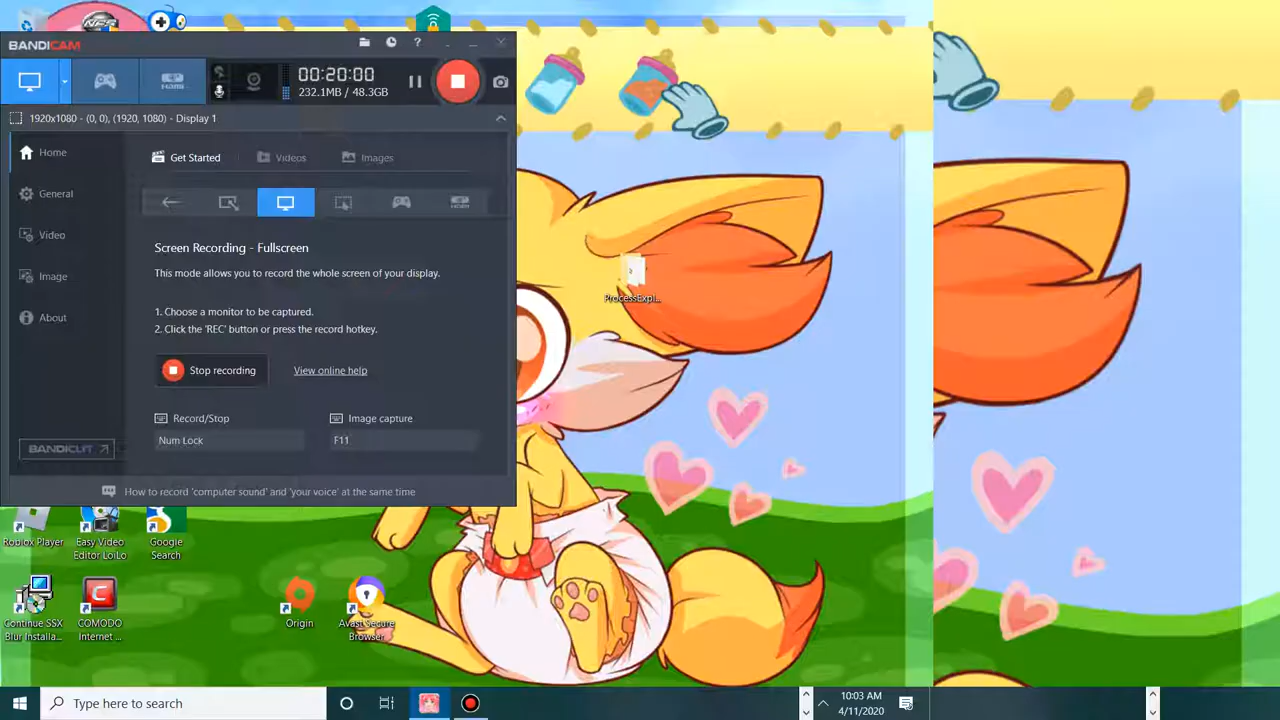 BANDICAM
00:20:00
232.1MB / 48.3GB
HDMI
1920x1080 - (0, 0), (1920, 1080) - Display 1
Home
Get Started
Videos
Images
General
Video
Screen Recording - Fullscreen
This mode allows you to record the whole screen of your display.
Image
1. Choose a monitor to be captured.
About
2. Click the 'REC' button or press the record hotkey.
Stop recording
View online help
Record/Stop
Image capture
Num Lock
F11
BANDICUT
How to record 'computer sound' and 'your voice' at the same time
ProcessExpl...
Roblox Player
Easy Video
Editor LoiLo
Google
Search
Continue SSX
Blur Installa...
COMODO
Internet ...
Origin
Avast Secure
Browser
Type here to search
10:03 AM
4/11/2020